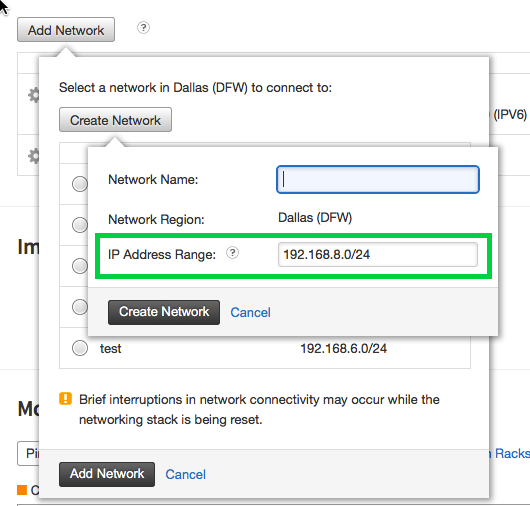 Add Network
?
Select a network in Dallas (DFW) to connect to:
Create Network
(IPV6)
Network Name:
Network Region: Dallas (DFW)
Im
IP Address Range: ? 192.168.8.0/24
Create Network Cancel
test 192.168.6.0/24
! Brief interruptions in network connectivity may occur while the
networking stack is being reset.
Mo
Pi
Racks
Add Network Cancel
C